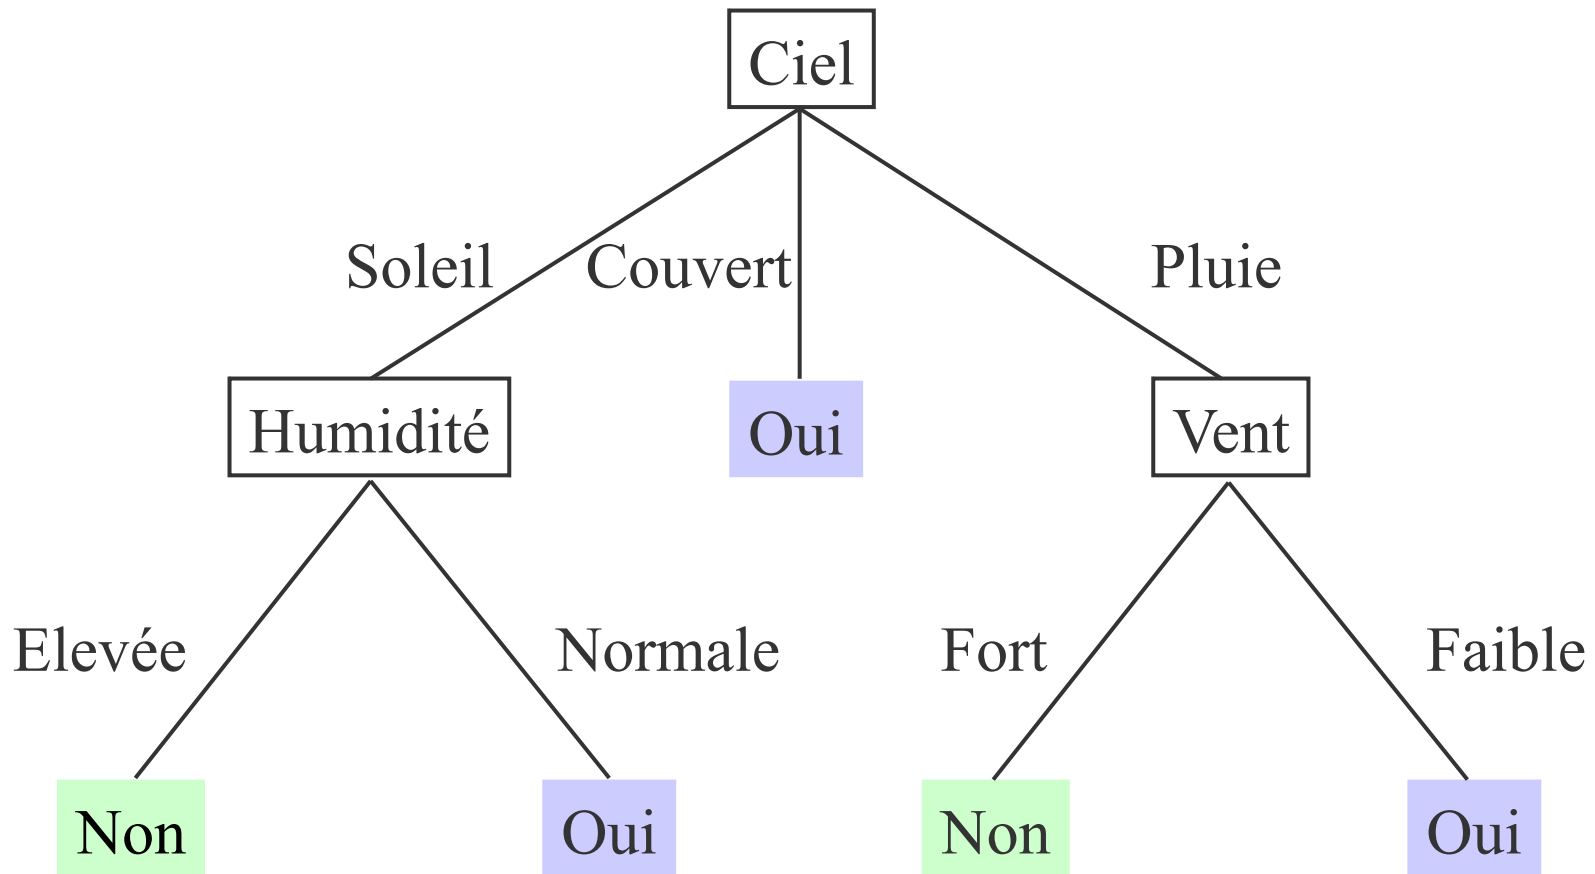 Ciel
Soleil Couvert Pluie
Humidité Oui Vent
Elevée Normale Fort Faible
Non Oui Non Oui